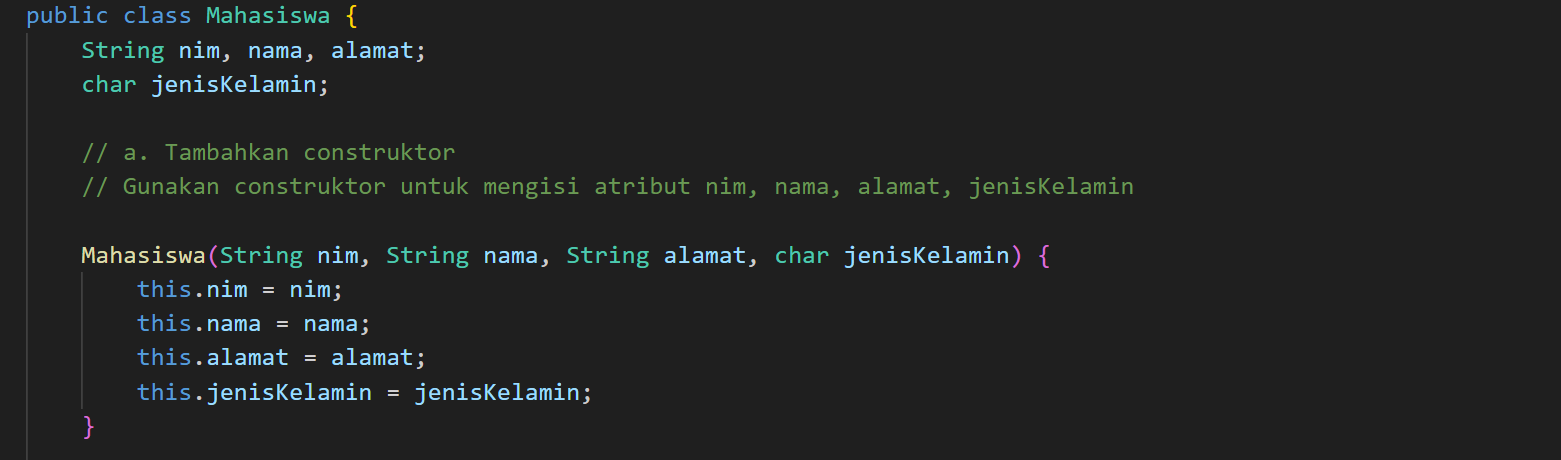 public class Mahasiswa {
String nim, nama, alamat;
char jenisKelamin;
// a. Tambahkan construktor
// Gunakan construktor untuk mengisi atribut nim, nama, alamat, jenisKelamin
Mahasiswa(String nim, String nama, String alamat, char jenisKelamin) {
this.nim = nim;
this.nama = nama;
this.alamat = alamat;
this.jenisKelamin = jenisKelamin;
}